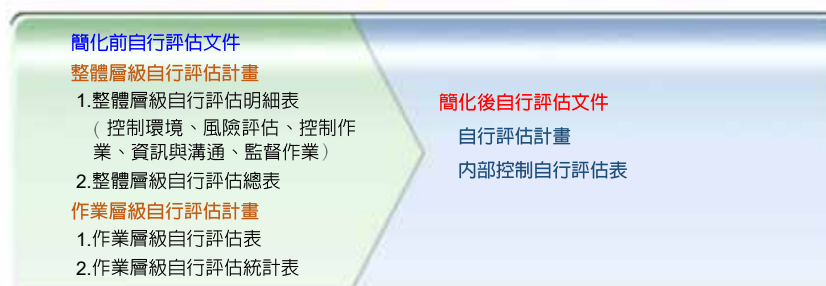 簡化前自行評估文件
整體層級自行評估計畫
1.整體層級自行評估明細表
（控制環境、風險評估、控制作
業、資訊與溝通、監督作業）
2.整體層級自行評估總表
作業層級自行評估計畫
1.作業層級自行評估表
2.作業層級自行評估統計表
簡化後自行評估文件
自行評估計畫
內部控制自行評估表